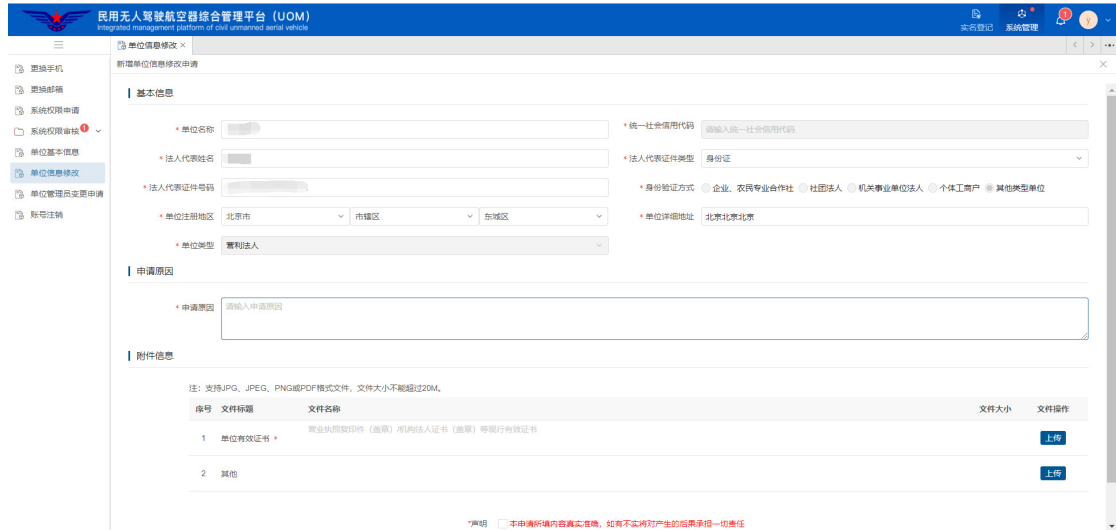 民用无人驾驶航空器综合管理平台（UOM）
Integrated management platform of civil unmanned aerial vehicle
实名登记
系统管理
1
y
单位信息修改 ×
更换手机
更换邮箱
系统权限申请
系统权限审核 1
单位基本信息
单位信息修改
单位管理员变更申请
账号注销
新增单位信息修改申请
基本信息
* 单位名称
* 统一社会信用代码 请输入统一社会信用代码
* 法人代表姓名
* 法人代表证件类型 身份证
* 法人代表证件号码
* 身份验证方式 企业、农民专业合作社 社团法人 机关事业单位法人 个体工商户 其他类型单位
* 单位注册地区 北京市 市辖区 东城区
* 单位详细地址 北京北京北京
* 单位类型 营利法人
申请原因
* 申请原因 请输入申请原因
附件信息
注：支持JPG、JPEG、PNG或PDF格式文件，文件大小不能超过20M。
序号 文件标题 文件名称 文件大小 文件操作
1 单位有效证书 * 营业执照复印件（盖章）/机构法人证书（盖章）等现行有效证书 上传
2 其他 上传
*声明 本申请所填内容真实准确，如有不实将对产生的后果承担一切责任